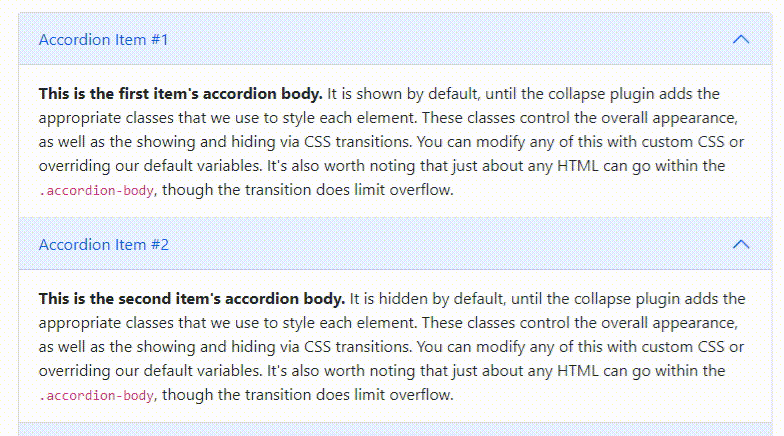 Accordion Item #1
This is the first item's accordion body. It is shown by default, until the collapse plugin adds the
appropriate classes that we use to style each element. These classes control the overall appearance,
as well as the showing and hiding via CSS transitions. You can modify any of this with custom CSS or
overriding our default variables. It's also worth noting that just about any HTML can go within the
.accordion-body, though the transition does limit overflow.
Accordion Item #2
This is the second item's accordion body. It is hidden by default, until the collapse plugin adds the
appropriate classes that we use to style each element. These classes control the overall appearance,
as well as the showing and hiding via CSS transitions. You can modify any of this with custom CSS or
overriding our default variables. It's also worth noting that just about any HTML can go within the
.accordion-body, though the transition does limit overflow.